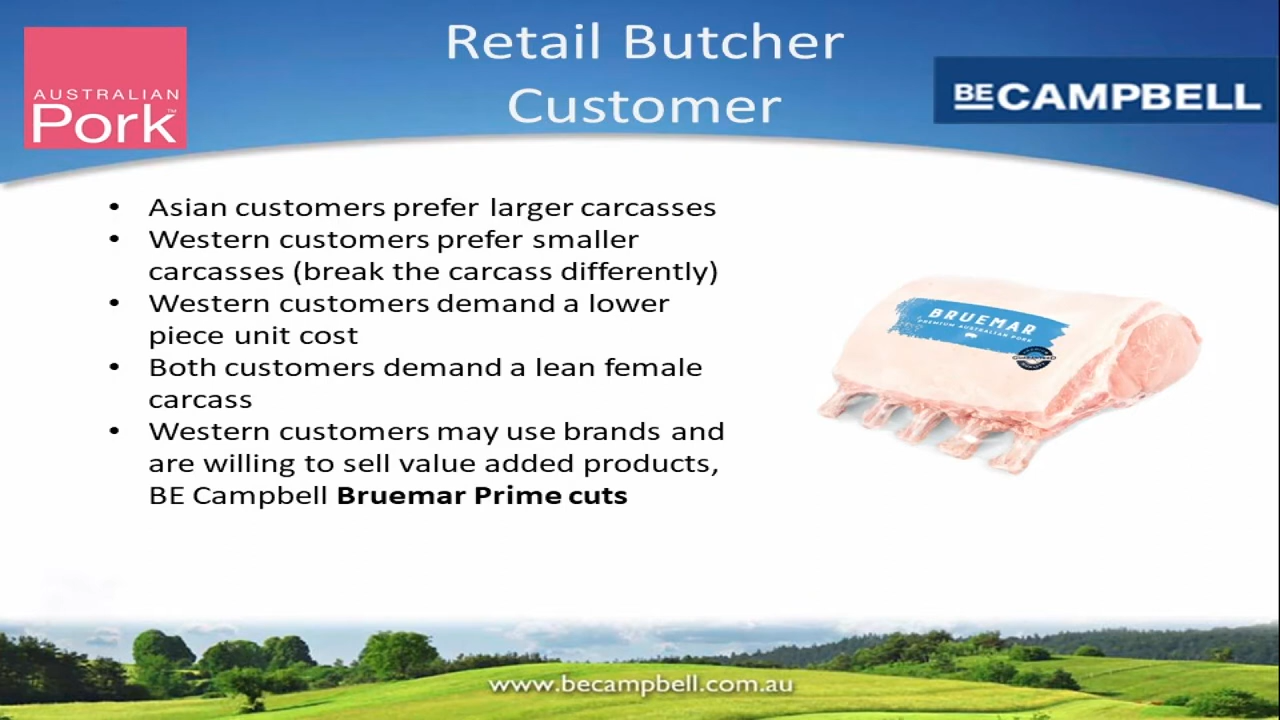 AUSTRALIAN
Pork™
Retail Butcher
Customer
BE CAMPBELL
• Asian customers prefer larger carcasses
• Western customers prefer smaller
carcasses (break the carcass differently)
• Western customers demand a lower
piece unit cost
• Both customers demand a lean female
carcass
• Western customers may use brands and
are willing to sell value added products,
BE Campbell Bruemar Prime cuts
BRUEMAR
PREMIUM AUSTRALIAN PORK
www.becampbell.com.au